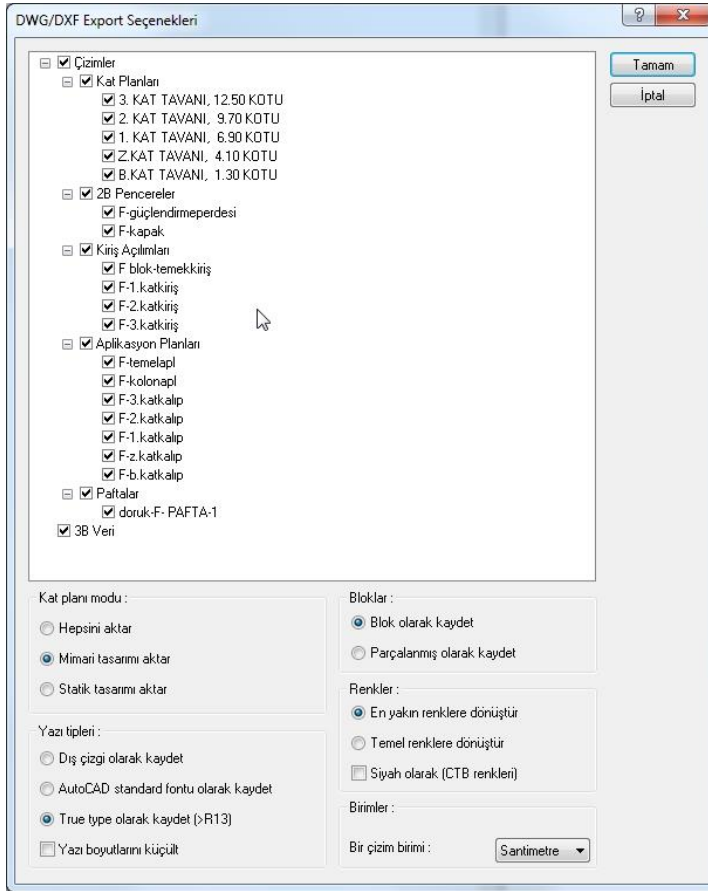 DWG/DXF Export Seçenekleri
Çizimler
Kat Planları
3. KAT TAVANI, 12.50 KOTU
2. KAT TAVANI, 9.70 KOTU
1. KAT TAVANI, 6.90 KOTU
Z.KAT TAVANI, 4.10 KOTU
B.KAT TAVANI, 1.30 KOTU
2B Pencereler
F-güçlendirmeperdesi
F-kapak
Kiriş Açılımları
F blok-temekkiriş
F-1.katkiriş
F-2.katkiriş
F-3.katkiriş
Aplikasyon Planları
F-temelapl
F-kolonapl
F-3.katkalıp
F-2.katkalıp
F-1.katkalıp
F-z.katkalıp
F-b.katkalıp
Paftalar
doruk-F- PAFTA-1
3B Veri
Tamam
İptal
Kat planı modu :
Hepsini aktar
Mimari tasarımı aktar
Statik tasarımı aktar
Yazı tipleri :
Dış çizgi olarak kaydet
AutoCAD standard fontu olarak kaydet
True type olarak kaydet (>R13)
Yazı boyutlarını küçült
Bloklar :
Blok olarak kaydet
Parçalanmış olarak kaydet
Renkler :
En yakın renklere dönüştür
Temel renklere dönüştür
Siyah olarak (CTB renkleri)
Birimler :
Bir çizim birimi : Santimetre